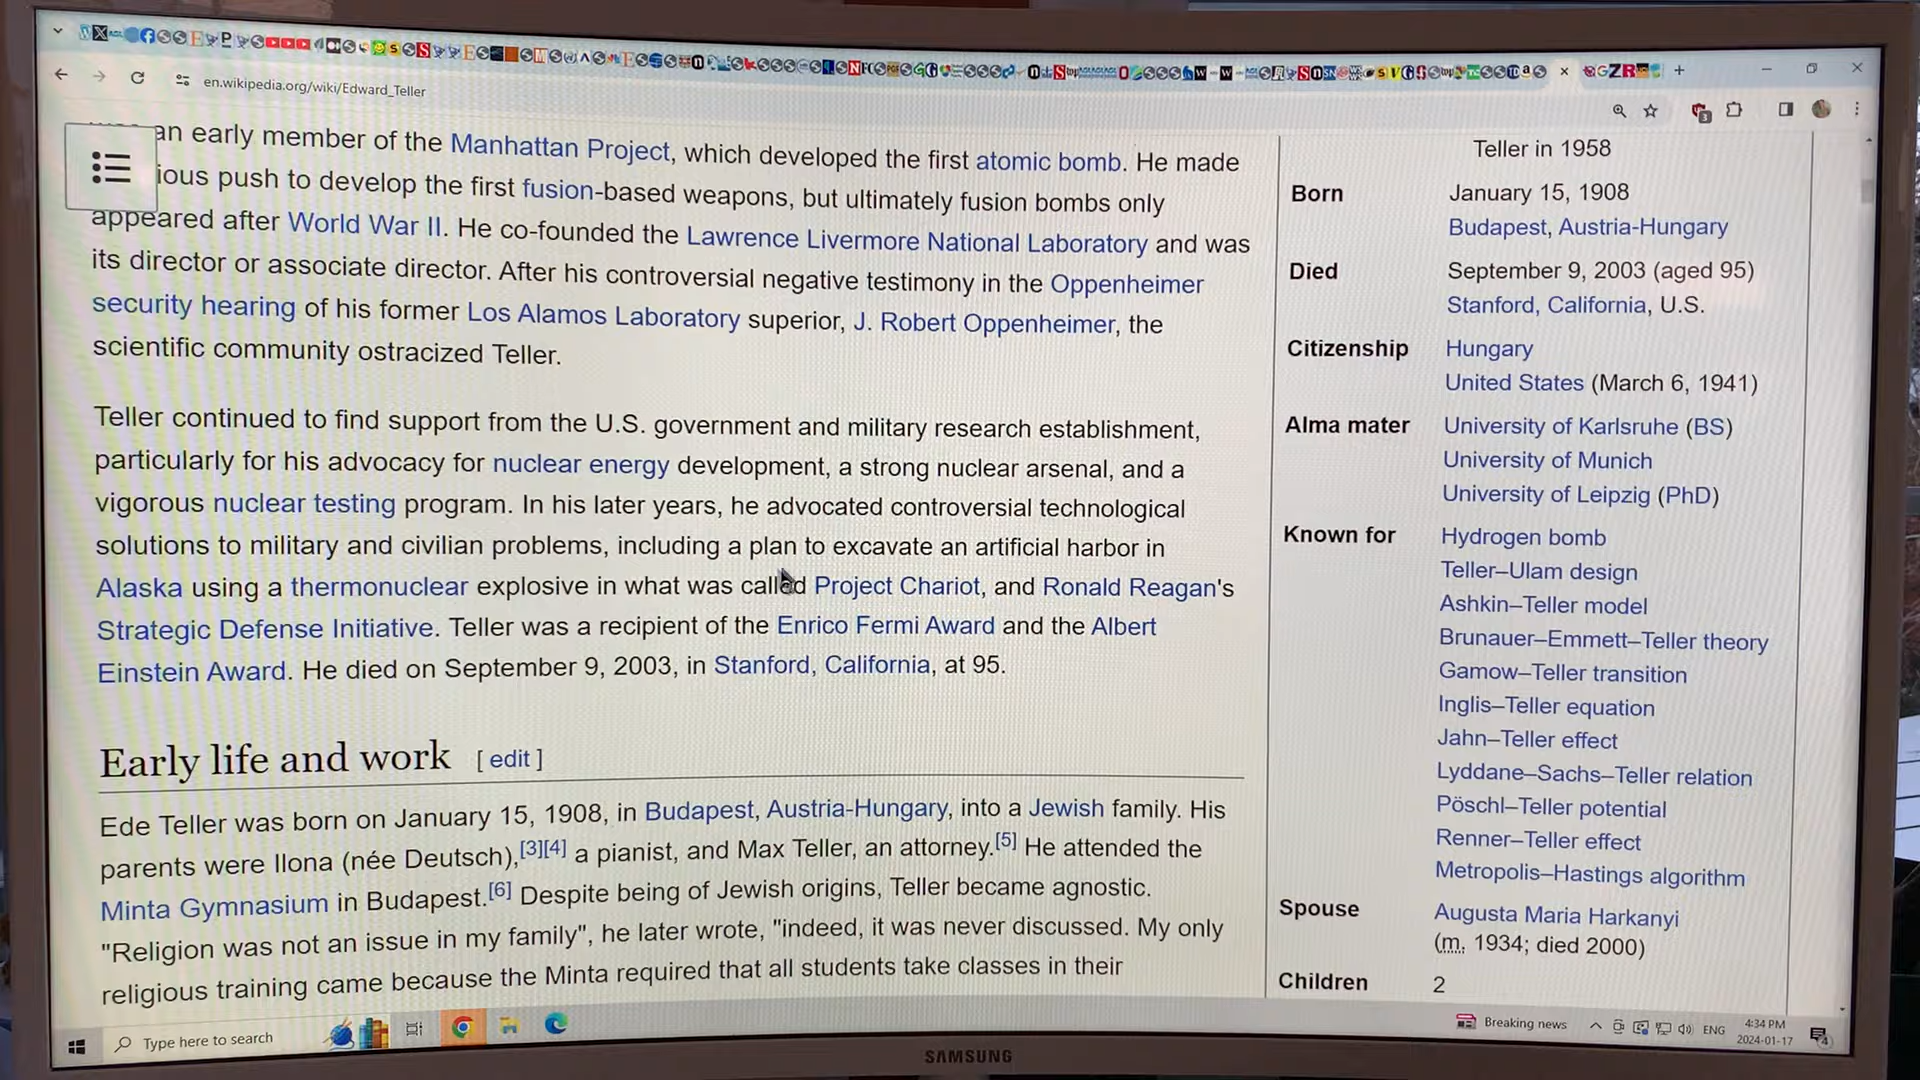 en.wikipedia.org/wiki/Edward_Teller
an early member of the Manhattan Project, which developed the first atomic bomb. He made
ious push to develop the first fusion-based weapons, but ultimately fusion bombs only
appeared after World War II. He co-founded the Lawrence Livermore National Laboratory and was
its director or associate director. After his controversial negative testimony in the Oppenheimer
security hearing of his former Los Alamos Laboratory superior, J. Robert Oppenheimer, the
scientific community ostracized Teller.
Teller continued to find support from the U.S. government and military research establishment,
particularly for his advocacy for nuclear energy development, a strong nuclear arsenal, and a
vigorous nuclear testing program. In his later years, he advocated controversial technological
solutions to military and civilian problems, including a plan to excavate an artificial harbor in
Alaska using a thermonuclear explosive in what was called Project Chariot, and Ronald Reagan's
Strategic Defense Initiative. Teller was a recipient of the Enrico Fermi Award and the Albert
Einstein Award. He died on September 9, 2003, in Stanford, California, at 95.
Early life and work [ edit ]
Ede Teller was born on January 15, 1908, in Budapest, Austria-Hungary, into a Jewish family. His
parents were Ilona (née Deutsch),[3][4] a pianist, and Max Teller, an attorney.[5] He attended the
Minta Gymnasium in Budapest.[6] Despite being of Jewish origins, Teller became agnostic.
"Religion was not an issue in my family", he later wrote, "indeed, it was never discussed. My only
religious training came because the Minta required that all students take classes in their
Teller in 1958
Born January 15, 1908
Budapest, Austria-Hungary
Died September 9, 2003 (aged 95)
Stanford, California, U.S.
Citizenship Hungary
United States (March 6, 1941)
Alma mater University of Karlsruhe (BS)
University of Munich
University of Leipzig (PhD)
Known for Hydrogen bomb
Teller–Ulam design
Ashkin–Teller model
Brunauer–Emmett–Teller theory
Gamow–Teller transition
Inglis–Teller equation
Jahn–Teller effect
Lyddane–Sachs–Teller relation
Pöschl–Teller potential
Renner–Teller effect
Metropolis–Hastings algorithm
Spouse Augusta Maria Harkanyi
(m. 1934; died 2000)
Children 2
Type here to search
Breaking news
ENG
4:34 PM
2024-01-17
SAMSUNG